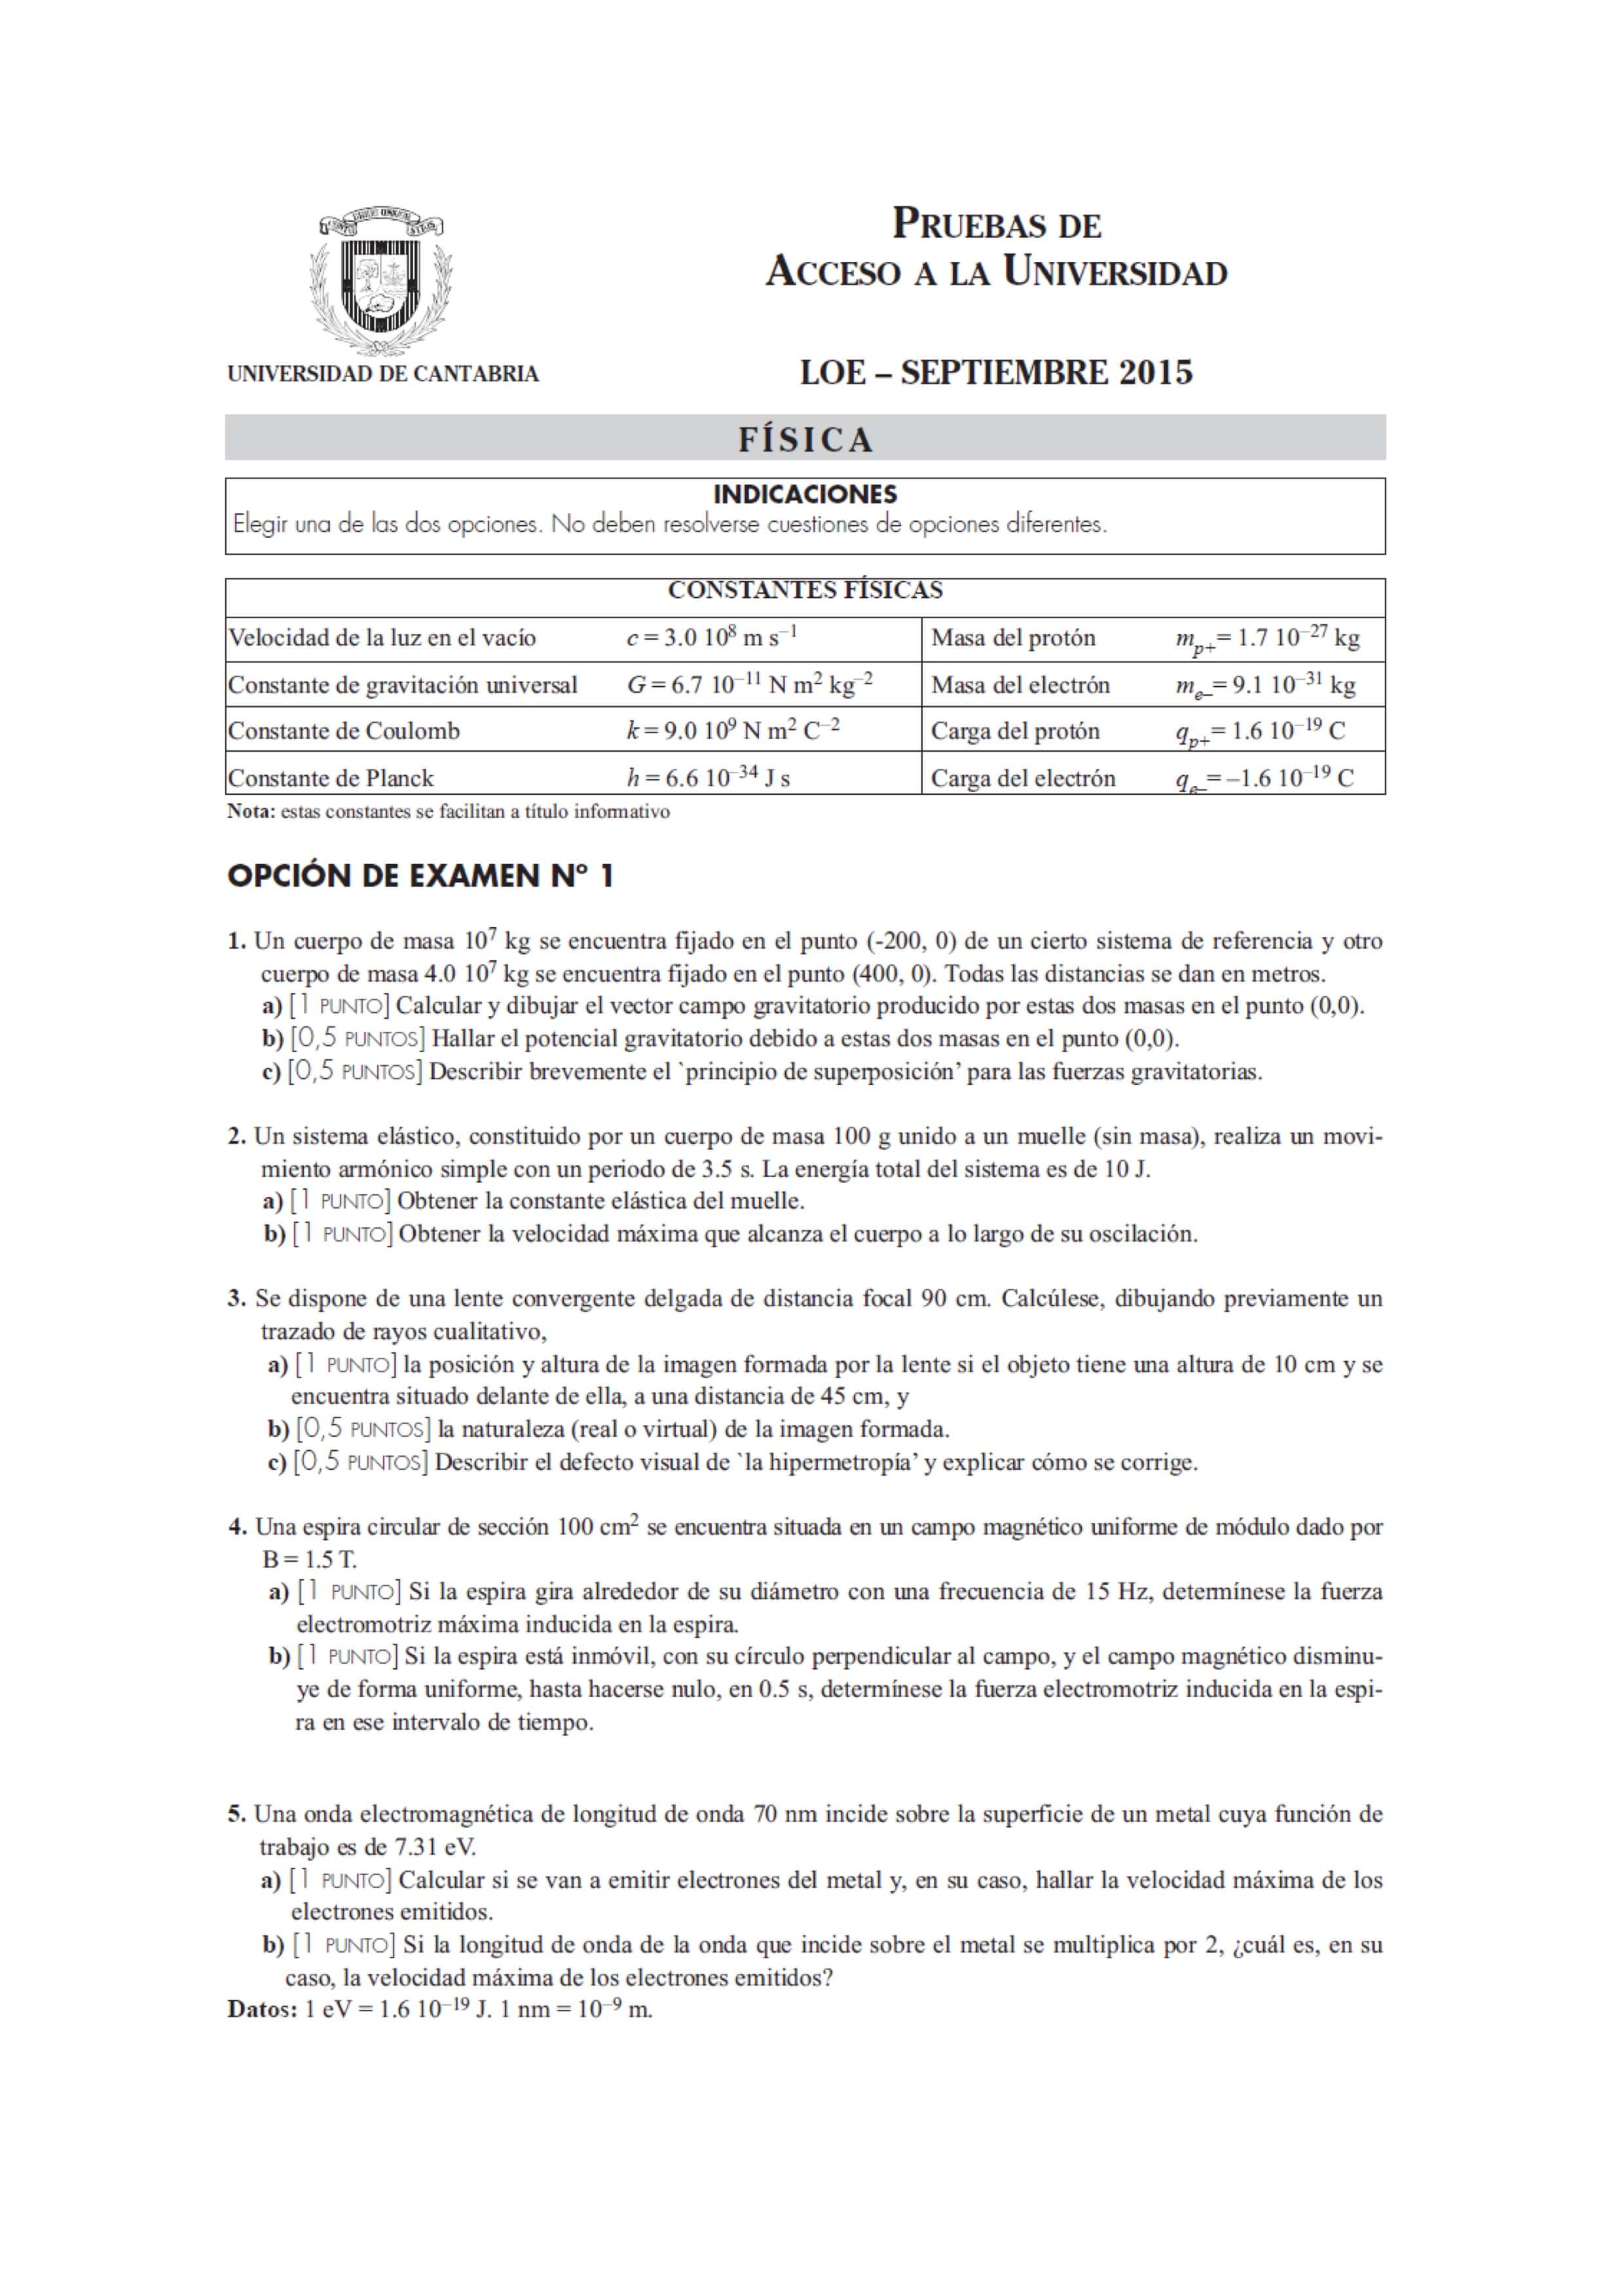 PRUEBAS DE
ACCESO A LA UNIVERSIDAD
UNIVERSIDAD DE CANTABRIA
LOE – SEPTIEMBRE 2015
FÍSICA
INDICACIONES
Elegir una de las dos opciones. No deben resolverse cuestiones de opciones diferentes.
CONSTANTES FÍSICAS
Velocidad de la luz en el vacío c = 3.0 10⁸ m s⁻¹ Masa del protón mₚ₊ = 1.7 10⁻²⁷ kg
Constante de gravitación universal G = 6.7 10⁻¹¹ N m² kg⁻² Masa del electrón mₑ₋ = 9.1 10⁻³¹ kg
Constante de Coulomb k = 9.0 10⁹ N m² C⁻² Carga del protón qₚ₊ = 1.6 10⁻¹⁹ C
Constante de Planck h = 6.6 10⁻³⁴ J s Carga del electrón qₑ₋ = –1.6 10⁻¹⁹ C
Nota: estas constantes se facilitan a título informativo
OPCIÓN DE EXAMEN Nº 1
1. Un cuerpo de masa 10⁷ kg se encuentra fijado en el punto (-200, 0) de un cierto sistema de referencia y otro
cuerpo de masa 4.0 10⁷ kg se encuentra fijado en el punto (400, 0). Todas las distancias se dan en metros.
a) [1 PUNTO] Calcular y dibujar el vector campo gravitatorio producido por estas dos masas en el punto (0,0).
b) [0,5 PUNTOS] Hallar el potencial gravitatorio debido a estas dos masas en el punto (0,0).
c) [0,5 PUNTOS] Describir brevemente el `principio de superposición’ para las fuerzas gravitatorias.
2. Un sistema elástico, constituido por un cuerpo de masa 100 g unido a un muelle (sin masa), realiza un movi-
miento armónico simple con un periodo de 3.5 s. La energía total del sistema es de 10 J.
a) [1 PUNTO] Obtener la constante elástica del muelle.
b) [1 PUNTO] Obtener la velocidad máxima que alcanza el cuerpo a lo largo de su oscilación.
3. Se dispone de una lente convergente delgada de distancia focal 90 cm. Calcúlese, dibujando previamente un
trazado de rayos cualitativo,
a) [1 PUNTO] la posición y altura de la imagen formada por la lente si el objeto tiene una altura de 10 cm y se
encuentra situado delante de ella, a una distancia de 45 cm, y
b) [0,5 PUNTOS] la naturaleza (real o virtual) de la imagen formada.
c) [0,5 PUNTOS] Describir el defecto visual de `la hipermetropía’ y explicar cómo se corrige.
4. Una espira circular de sección 100 cm² se encuentra situada en un campo magnético uniforme de módulo dado por
B = 1.5 T.
a) [1 PUNTO] Si la espira gira alrededor de su diámetro con una frecuencia de 15 Hz, determínese la fuerza
electromotriz máxima inducida en la espira.
b) [1 PUNTO] Si la espira está inmóvil, con su círculo perpendicular al campo, y el campo magnético disminu-
ye de forma uniforme, hasta hacerse nulo, en 0.5 s, determínese la fuerza electromotriz inducida en la espi-
ra en ese intervalo de tiempo.
5. Una onda electromagnética de longitud de onda 70 nm incide sobre la superficie de un metal cuya función de
trabajo es de 7.31 eV.
a) [1 PUNTO] Calcular si se van a emitir electrones del metal y, en su caso, hallar la velocidad máxima de los
electrones emitidos.
b) [1 PUNTO] Si la longitud de onda de la onda que incide sobre el metal se multiplica por 2, ¿cuál es, en su
caso, la velocidad máxima de los electrones emitidos?
Datos: 1 eV = 1.6 10⁻¹⁹ J. 1 nm = 10⁻⁹ m.